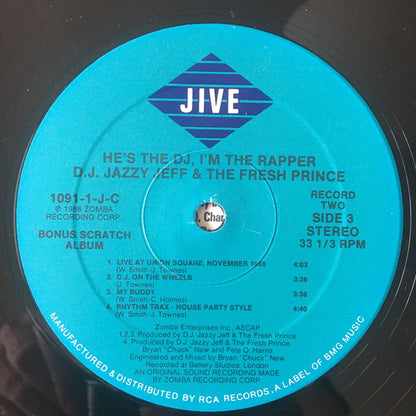 JIVE
HE'S THE DJ, I'M THE RAPPER
D.J. JAZZY JEFF & THE FRESH PRINCE
1091-1-J-C
℗ 1988 ZOMBA
RECORDING CORP.
BONUS SCRATCH
ALBUM
RECORD
TWO
SIDE 3
STEREO
33 1/3 RPM
, Char
1. LIVE AT UNION SQUARE, NOVEMBER 1986 4:03
(W. Smith-J. Townes)
2. D.J. ON THE WHEELS 3:36
(J. Townes)
3. MY BUDDY 3:36
(W. Smith-C. Holmes)
4. RHYTHM TRAX - HOUSE PARTY STYLE 4:40
(W. Smith-J. Townes)
Zomba Enterprises Inc., ASCAP
1,2,3. Produced by D.J. Jazzy Jeff & The Fresh Prince
4. Produced by D.J. Jazzy Jeff & The Fresh Prince,
Bryan "Chuck" New and Pete Q. Harris
Engineered and Mixed by Bryan "Chuck" New
Recorded at Battery Studios, London
AN ORIGINAL SOUND RECORDING MADE
BY ZOMBA RECORDING CORP.
MANUFACTURED & DISTRIBUTED BY RCA RECORDS, A LABEL OF BMG MUSIC